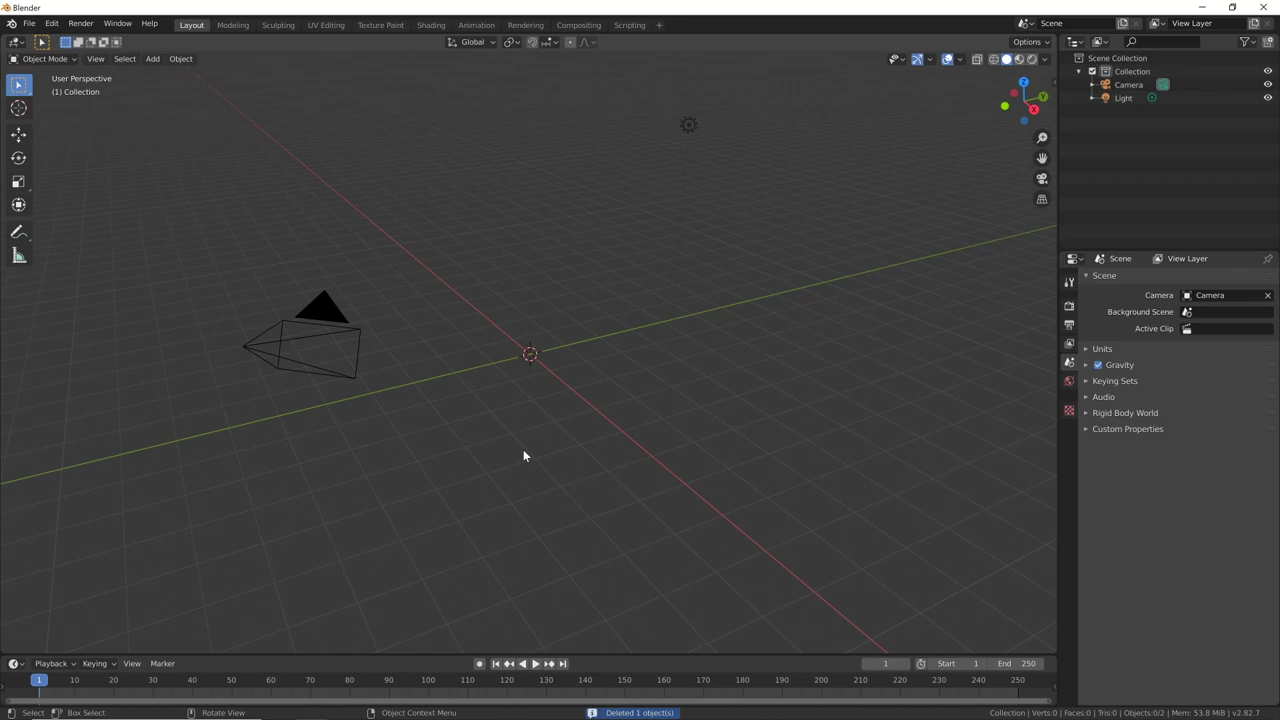 Blender
File Edit Render Window Help Layout Modeling Sculpting UV Editing Texture Paint Shading Animation Rendering Compositing Scripting + Scene View Layer
Global Options
Object Mode View Select Add Object
User Perspective
(1) Collection
Z
Y
X
Scene Collection
Collection
Camera
Light
Scene View Layer
Scene
Camera Camera
Background Scene
Active Clip
Units
Gravity
Keying Sets
Audio
Rigid Body World
Custom Properties
Playback Keying View Marker 1 Start 1 End 250
1 10 20 30 40 50 60 70 80 90 100 110 120 130 140 150 160 170 180 190 200 210 220 230 240 250
Select Box Select Rotate View Object Context Menu Deleted 1 object(s) Collection | Verts:0 | Faces:0 | Tris:0 | Objects:0/2 | Mem: 53.8 MiB | v2.82.7